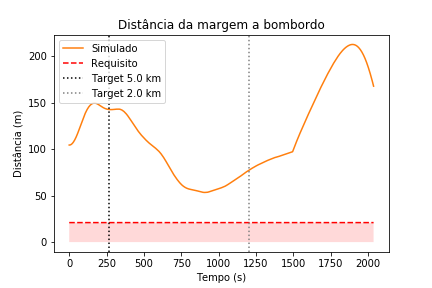 Distância da margem a bombordo
Simulado
Requisito
Target 5.0 km
Target 2.0 km
Distância (m)
200
150
100
50
0
0 250 500 750 1000 1250 1500 1750 2000
Tempo (s)